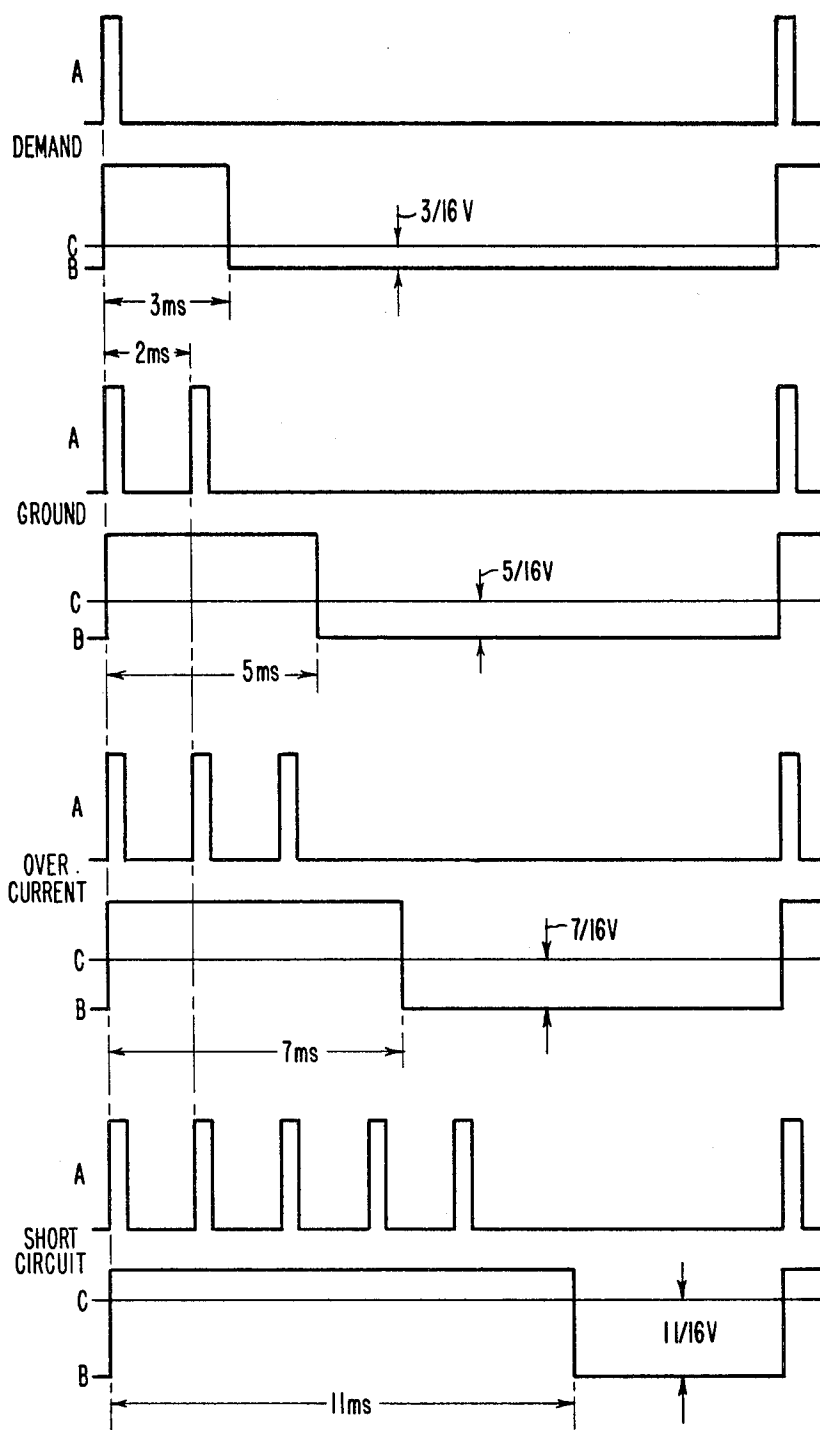 A
DEMAND
3/16 V
C
B
3ms
2ms
A
GROUND
5/16V
C
B
5ms
A
OVER
CURRENT
7/16V
C
B
7ms
A
SHORT
CIRCUIT
C
11/16V
B
11ms